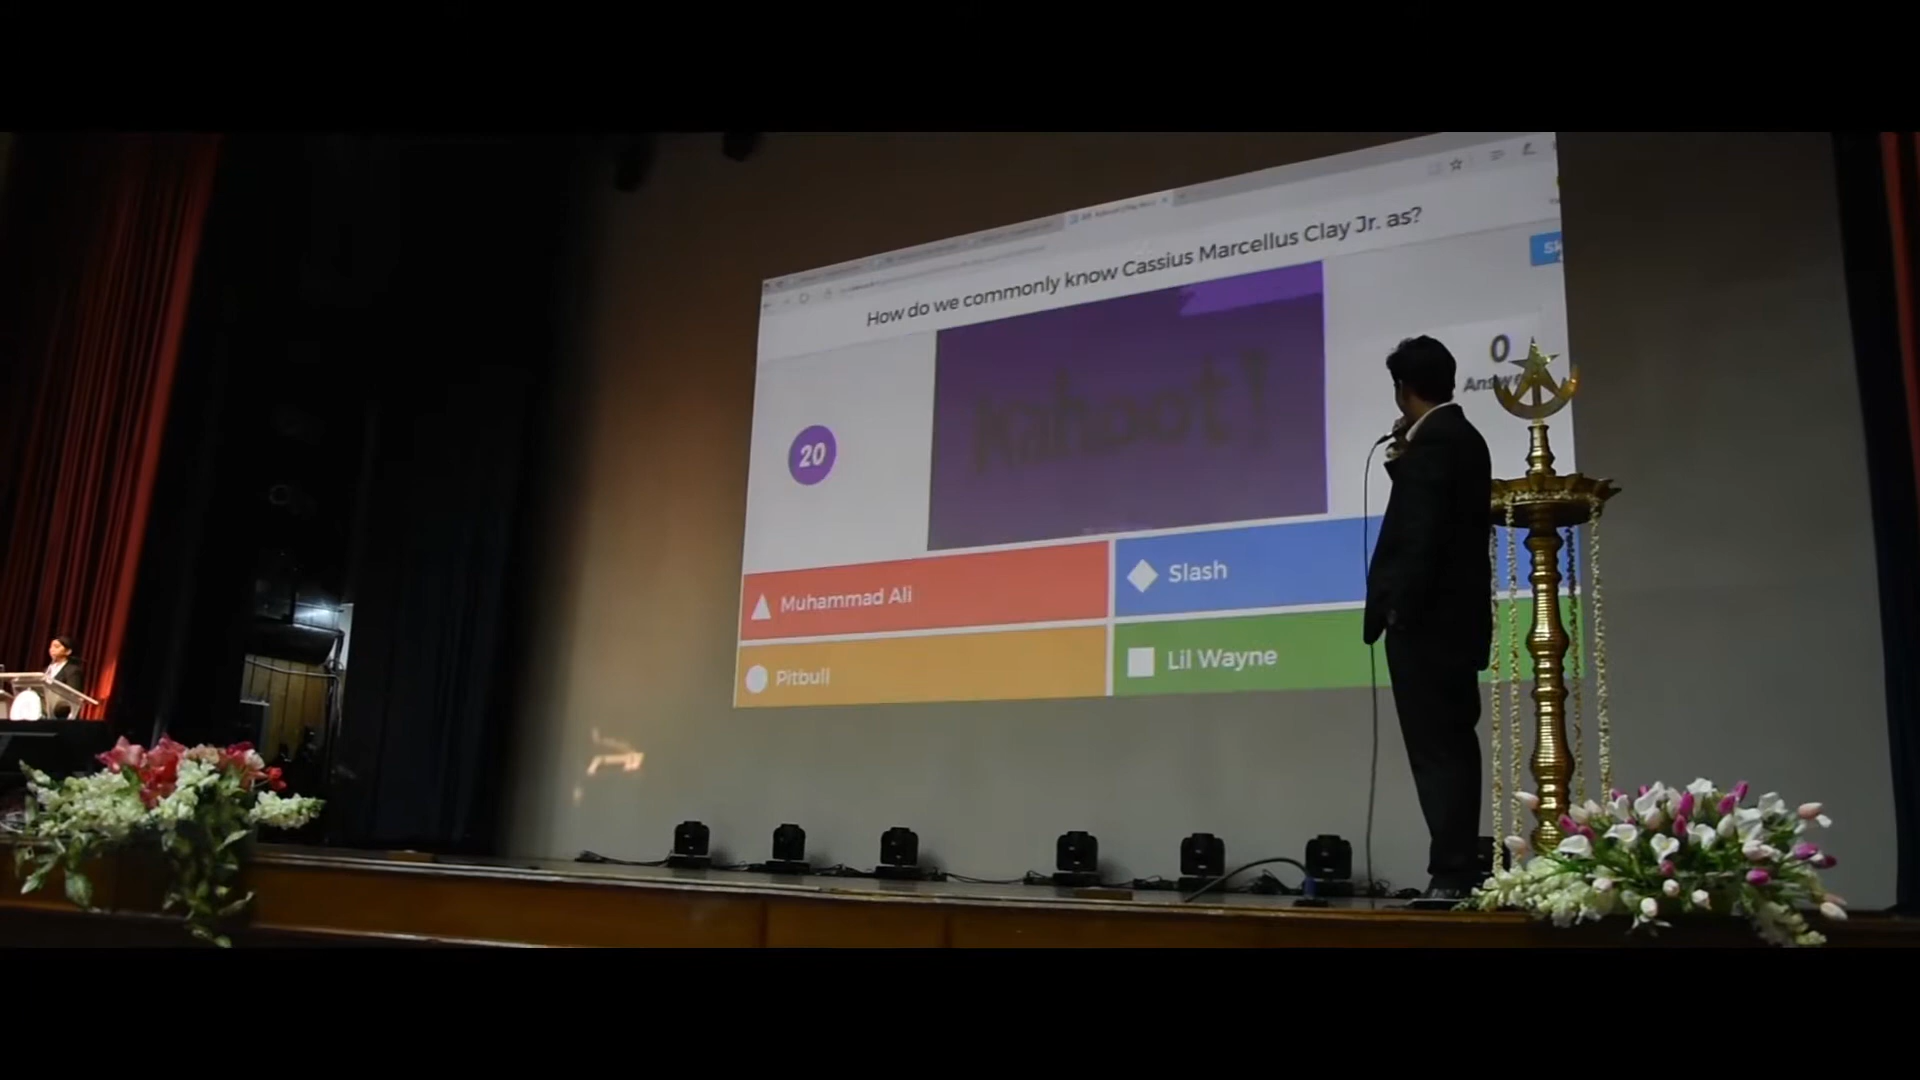 How do we commonly know Cassius Marcellus Clay Jr. as?
20
Kahoot!
0
Muhammad Ali
Slash
Pitbull
Lil Wayne